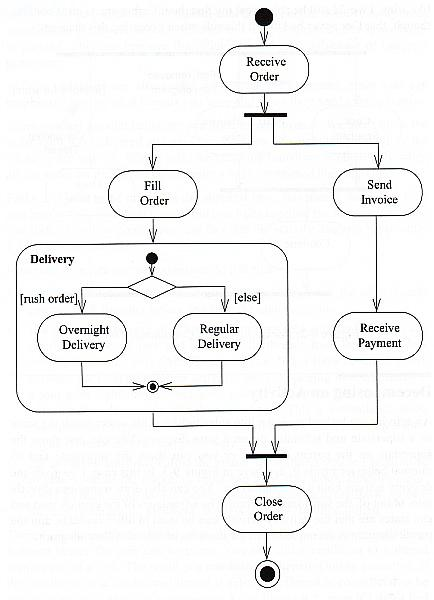 Receive
Order
Fill
Order
Send
Invoice
Delivery
[rush order]
[else]
Overnight
Delivery
Regular
Delivery
Receive
Payment
Close
Order